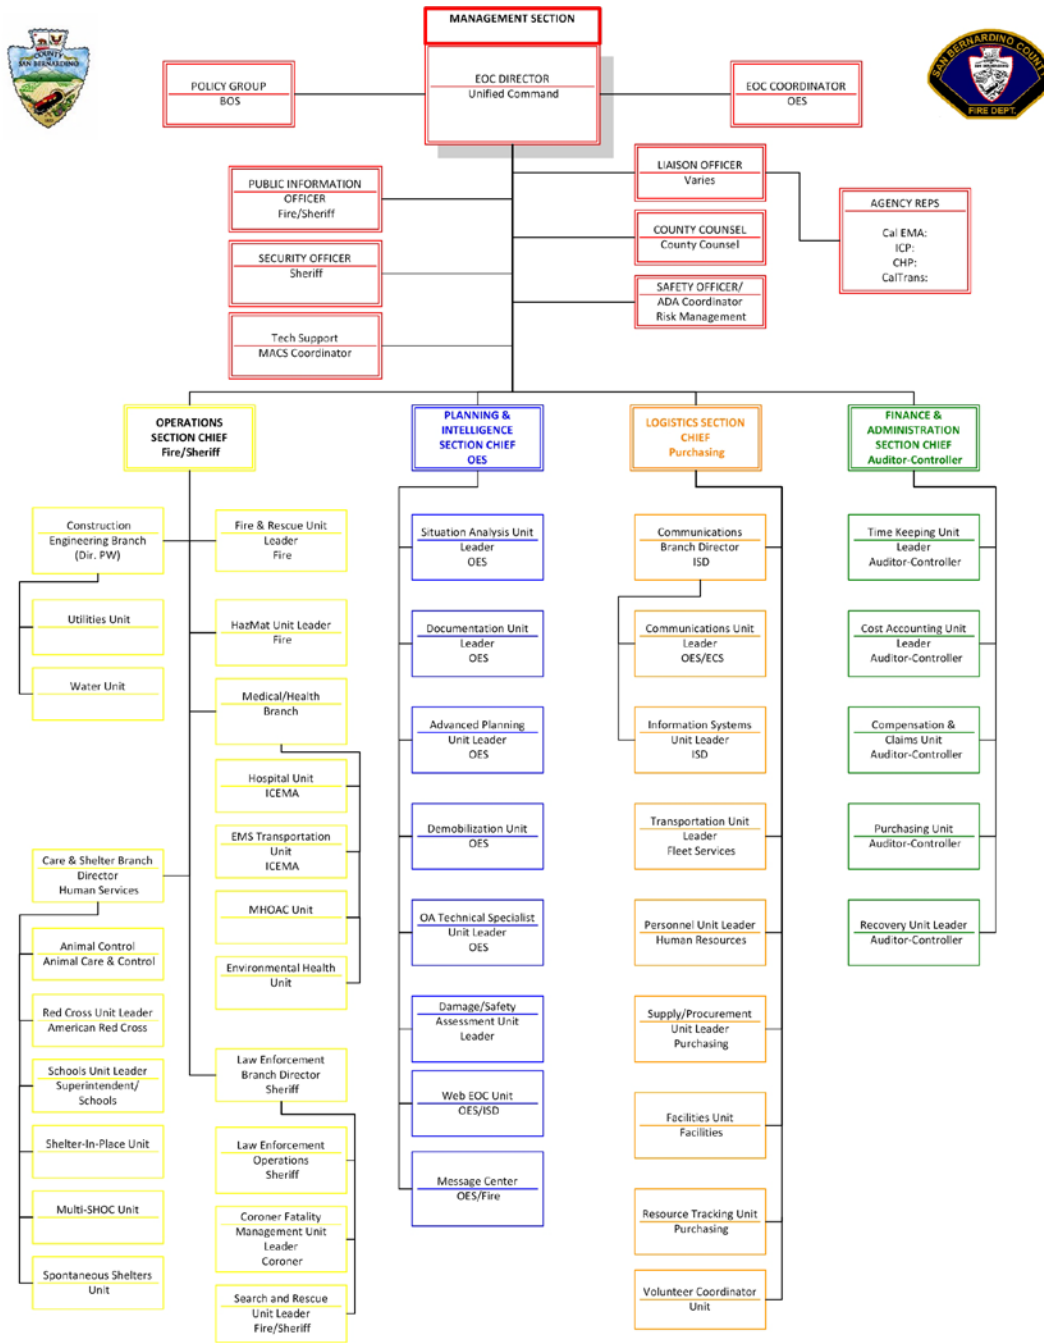 MANAGEMENT SECTION
COUNTY
OF
SAN BERNARDINO
SAN BERNARDINO COUNTY
FIRE DEPT.
POLICY GROUP
BOS
EOC DIRECTOR
Unified Command
EOC COORDINATOR
OES
PUBLIC INFORMATION
OFFICER
Fire/Sheriff
LIAISON OFFICER
Varies
AGENCY REPS
Cal EMA:
ICP:
CHP:
CalTrans:
SECURITY OFFICER
Sheriff
COUNTY COUNSEL
County Counsel
SAFETY OFFICER/
ADA Coordinator
Risk Management
Tech Support
MACS Coordinator
OPERATIONS
SECTION CHIEF
Fire/Sheriff
PLANNING &
INTELLIGENCE
SECTION CHIEF
OES
LOGISTICS SECTION
CHIEF
Purchasing
FINANCE &
ADMINISTRATION
SECTION CHIEF
Auditor-Controller
Construction
Engineering Branch
(Dir. PW)
Utilities Unit
Water Unit
Care & Shelter Branch
Director
Human Services
Animal Control
Animal Care & Control
Red Cross Unit Leader
American Red Cross
Schools Unit Leader
Superintendent/
Schools
Shelter-In-Place Unit
Multi-SHOC Unit
Spontaneous Shelters
Unit
Fire & Rescue Unit
Leader
Fire
HazMat Unit Leader
Fire
Medical/Health
Branch
Hospital Unit
ICEMA
EMS Transportation
Unit
ICEMA
MHOAC Unit
Environmental Health
Unit
Law Enforcement
Branch Director
Sheriff
Law Enforcement
Operations
Sheriff
Coroner Fatality
Management Unit
Leader
Coroner
Search and Rescue
Unit Leader
Fire/Sheriff
Situation Analysis Unit
Leader
OES
Documentation Unit
Leader
OES
Advanced Planning
Unit Leader
OES
Demobilization Unit
OES
OA Technical Specialist
Unit Leader
OES
Damage/Safety
Assessment Unit
Leader
Web EOC Unit
OES/ISD
Message Center
OES/Fire
Communications
Branch Director
ISD
Communications Unit
Leader
OES/ECS
Information Systems
Unit Leader
ISD
Transportation Unit
Leader
Fleet Services
Personnel Unit Leader
Human Resources
Supply/Procurement
Unit Leader
Purchasing
Facilities Unit
Facilities
Resource Tracking Unit
Purchasing
Volunteer Coordinator
Unit
Time Keeping Unit
Leader
Auditor-Controller
Cost Accounting Unit
Leader
Auditor-Controller
Compensation &
Claims Unit
Auditor-Controller
Purchasing Unit
Auditor-Controller
Recovery Unit Leader
Auditor-Controller